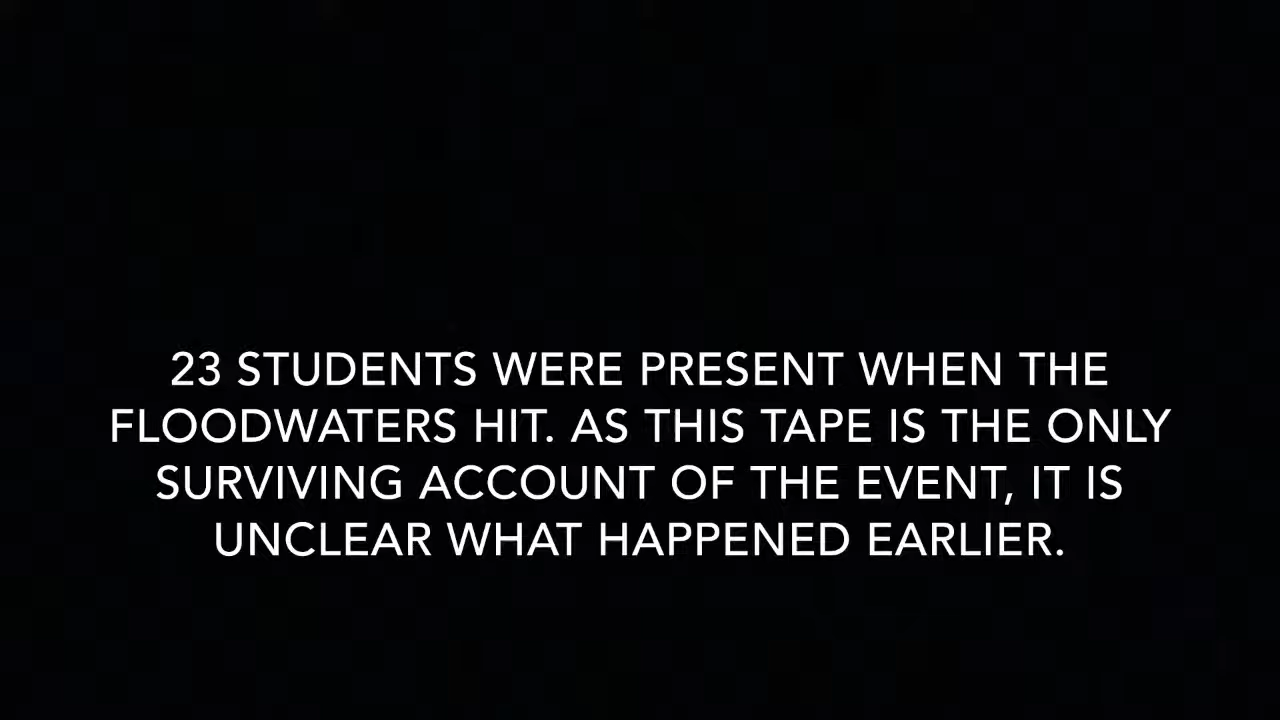 23 STUDENTS WERE PRESENT WHEN THE
FLOODWATERS HIT. AS THIS TAPE IS THE ONLY
SURVIVING ACCOUNT OF THE EVENT, IT IS
UNCLEAR WHAT HAPPENED EARLIER.